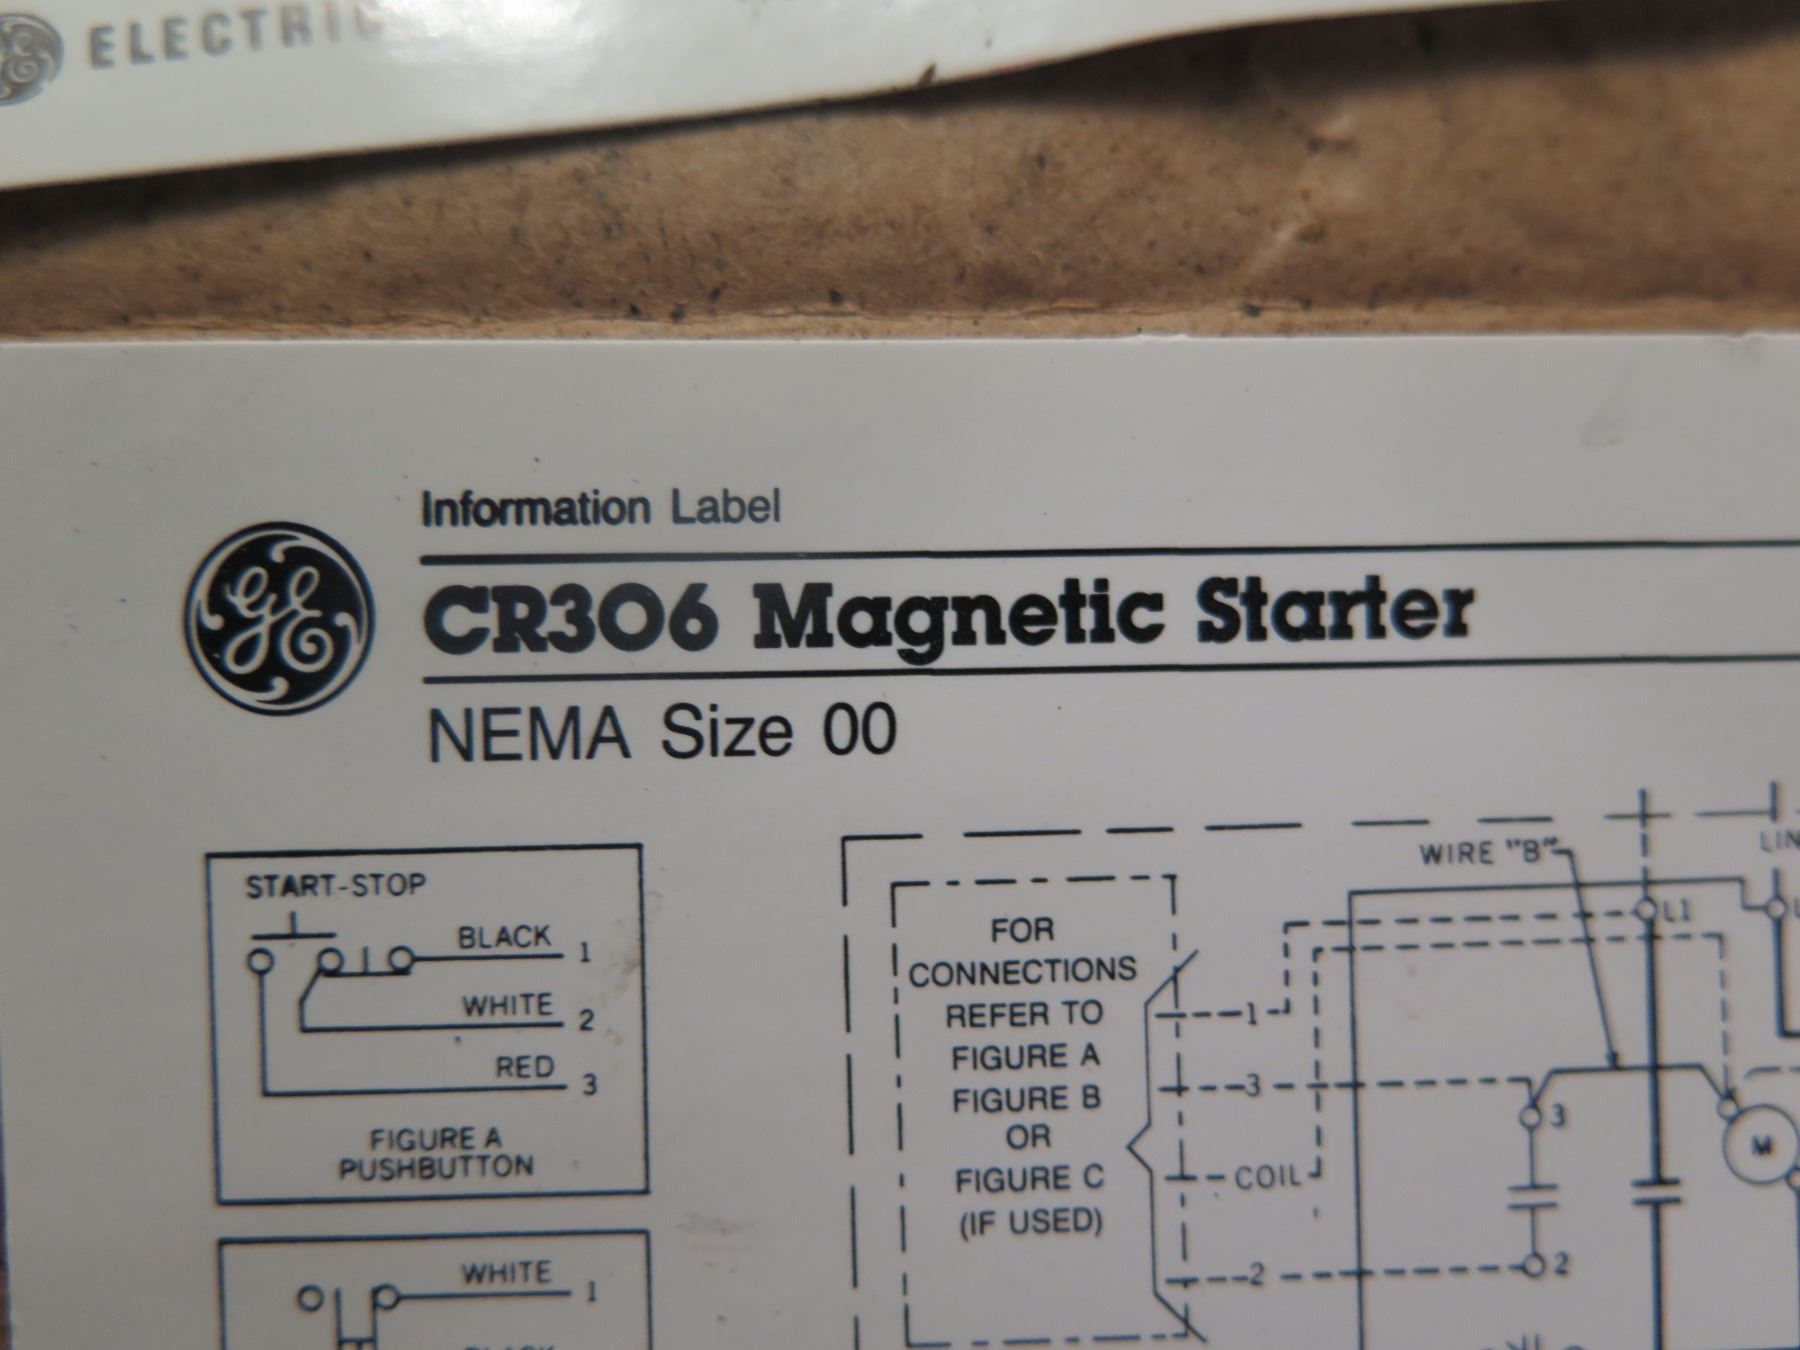 ELECTRIC
Information Label
GE
CR306 Magnetic Starter
NEMA Size 00
START-STOP
BLACK 1
WHITE 2
RED 3
FIGURE A
PUSHBUTTON
WHITE 1
BLACK
FOR
CONNECTIONS
REFER TO
FIGURE A
FIGURE B
OR
FIGURE C
(IF USED)
1
3
COIL
2
WIRE "B"
L1
3
M
2